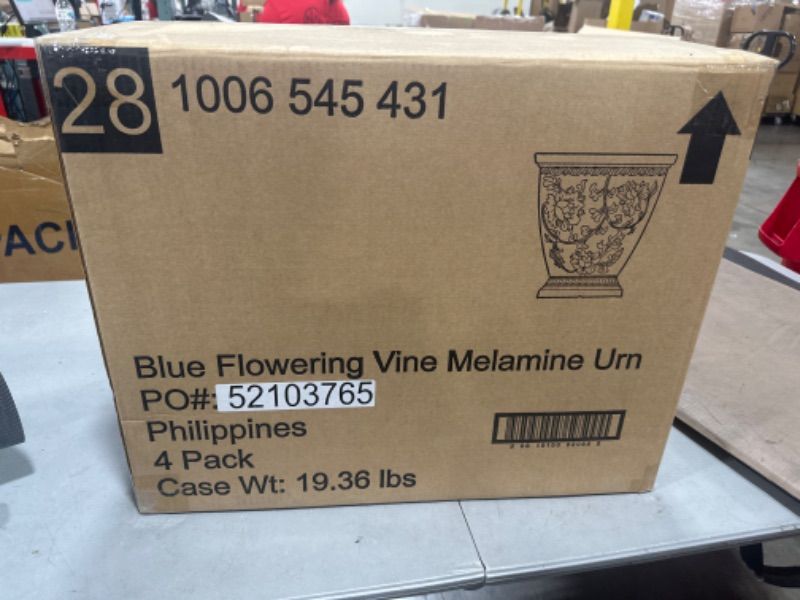 28
1006 545 431
Blue Flowering Vine Melamine Urn
PO#: 52103765
Philippines
4 Pack
Case Wt: 19.36 lbs